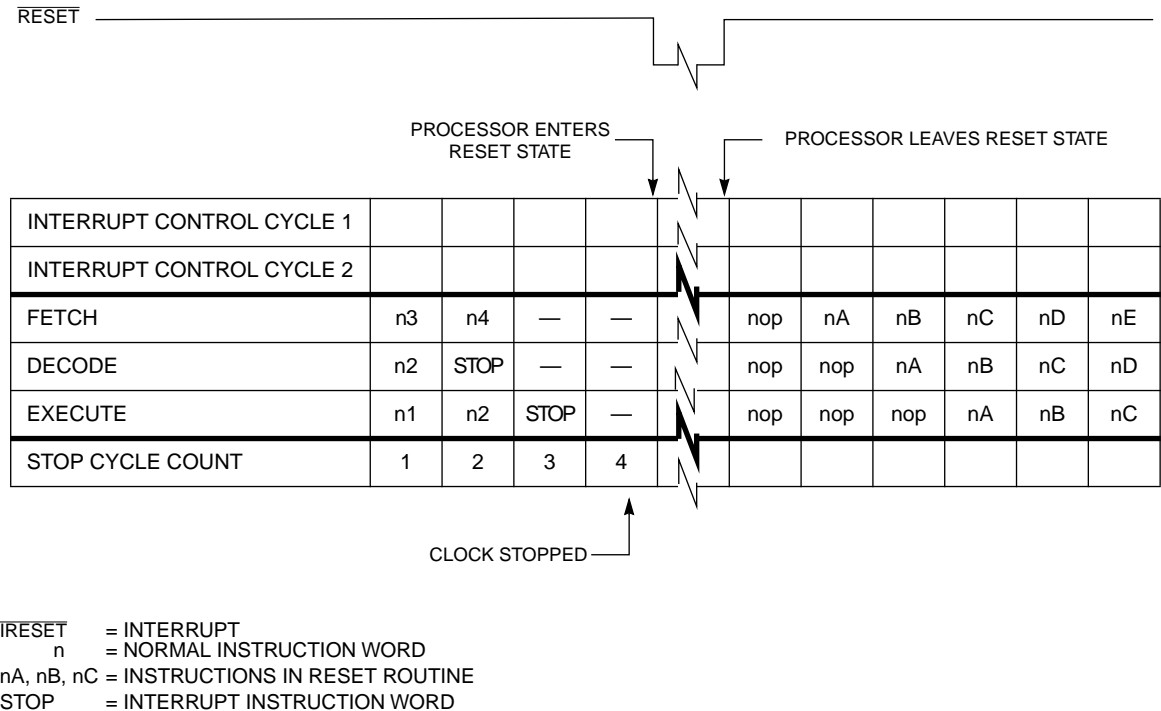 RESET
PROCESSOR ENTERS
RESET STATE
PROCESSOR LEAVES RESET STATE
INTERRUPT CONTROL CYCLE 1
INTERRUPT CONTROL CYCLE 2
FETCH n3 n4 — — nop nA nB nC nD nE
DECODE n2 STOP — — nop nop nA nB nC nD
EXECUTE n1 n2 STOP — nop nop nop nA nB nC
STOP CYCLE COUNT 1 2 3 4
CLOCK STOPPED
IRESET = INTERRUPT
n = NORMAL INSTRUCTION WORD
nA, nB, nC = INSTRUCTIONS IN RESET ROUTINE
STOP = INTERRUPT INSTRUCTION WORD